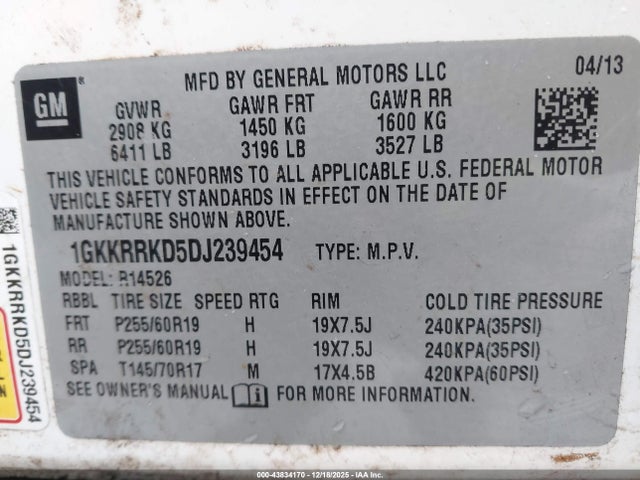 MFD BY GENERAL MOTORS LLC 04/13
GM
GVWR GAWR FRT GAWR RR
2908 KG 1450 KG 1600 KG
6411 LB 3196 LB 3527 LB
THIS VEHICLE CONFORMS TO ALL APPLICABLE U.S. FEDERAL MOTOR
VEHICLE SAFETY STANDARDS IN EFFECT ON THE DATE OF
MANUFACTURE SHOWN ABOVE.
1GKKRRKD5DJ239454 TYPE: M.P.V.
MODEL: R14526
RBBL TIRE SIZE SPEED RTG RIM COLD TIRE PRESSURE
FRT P255/60R19 H 19X7.5J 240KPA(35PSI)
RR P255/60R19 H 19X7.5J 240KPA(35PSI)
SPA T145/70R17 M 17X4.5B 420KPA(60PSI)
SEE OWNER'S MANUAL FOR MORE INFORMATION.
1GKKRRKD5DJ239454
000-43834170 - 12/18/2025 - IAAI.com